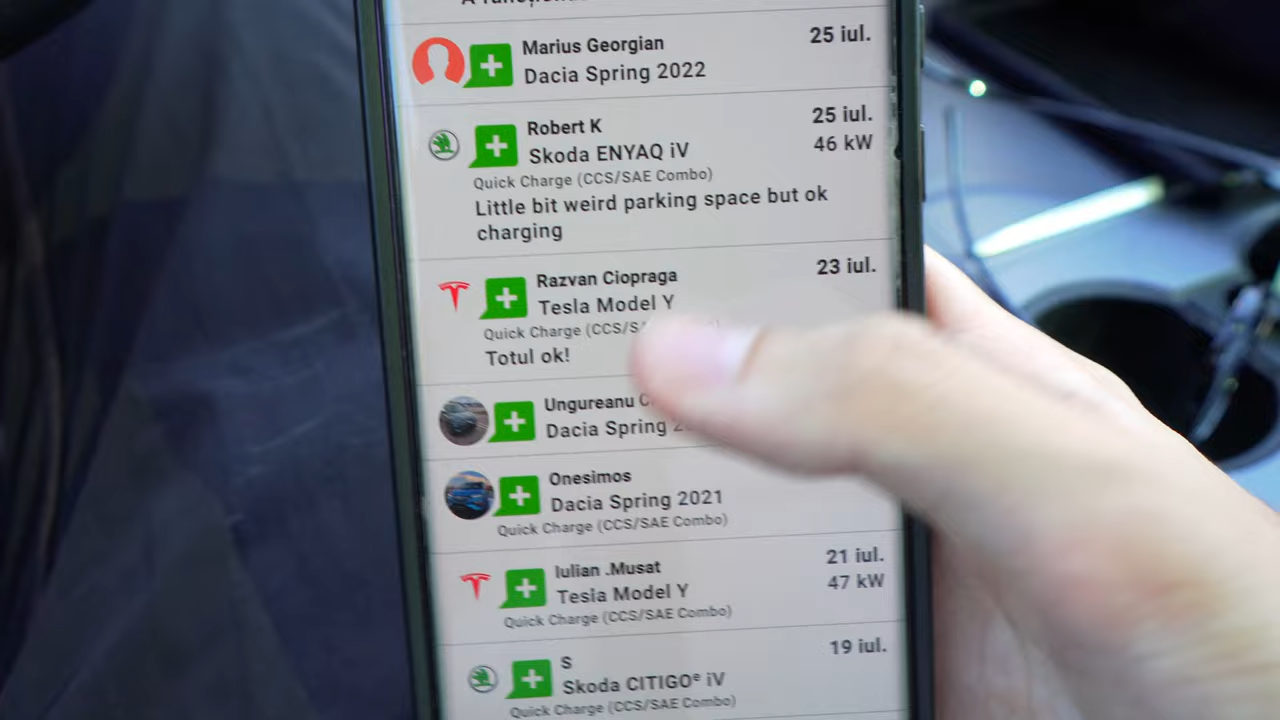 Marius Georgian
25 iul.
Dacia Spring 2022
Robert K
25 iul.
Skoda ENYAQ iV
46 kW
Quick Charge (CCS/SAE Combo)
Little bit weird parking space but ok
charging
Razvan Ciopraga
23 iul.
Tesla Model Y
Quick Charge
Totul ok!
Ungureanu
Dacia Spring
Onesimos
Dacia Spring 2021
Quick Charge (CCS/SAE Combo)
Iulian .Musat
21 iul.
Tesla Model Y
47 kW
Quick Charge (CCS/SAE Combo)
S
19 iul.
Skoda CITIGOᵉ iV
Quick Charge (CCS/SAE Combo)